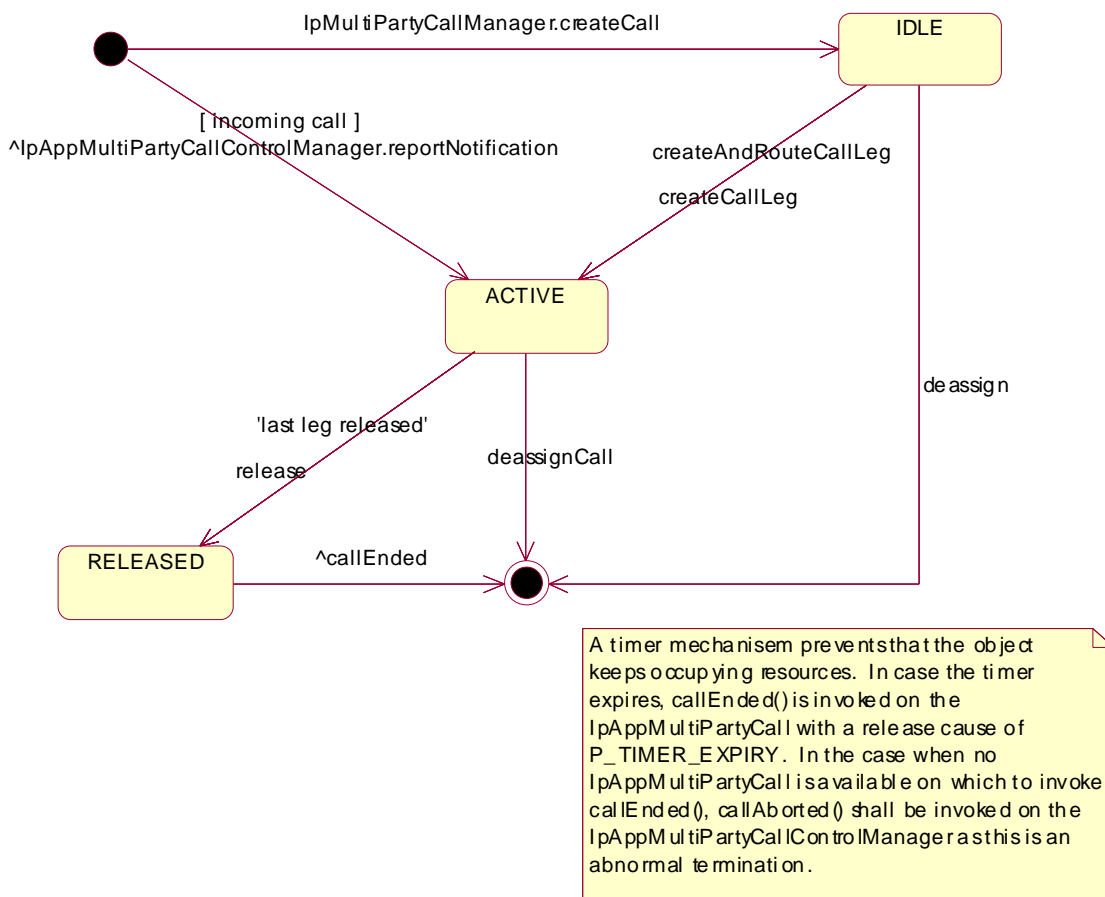 IpMultiPartyCallManager.createCall
IDLE
[ incoming call ]
^IpAppMultiPartyCallControlManager.reportNotification
createAndRouteCallLeg
createCallLeg
ACTIVE
deassign
'last leg released'
release
deassignCall
RELEASED
^callEnded
A timer mechanisem prevents that the object
keeps occupying resources. In case the timer
expires, callEnded() is invoked on the
IpAppMultiPartyCall with a release cause of
P_TIMER_EXPIRY. In the case when no
IpAppMultiPartyCall is available on which to invoke
callEnded(), callAborted() shall be invoked on the
IpAppMultiPartyCallControlManager as this is an
abnormal termination.